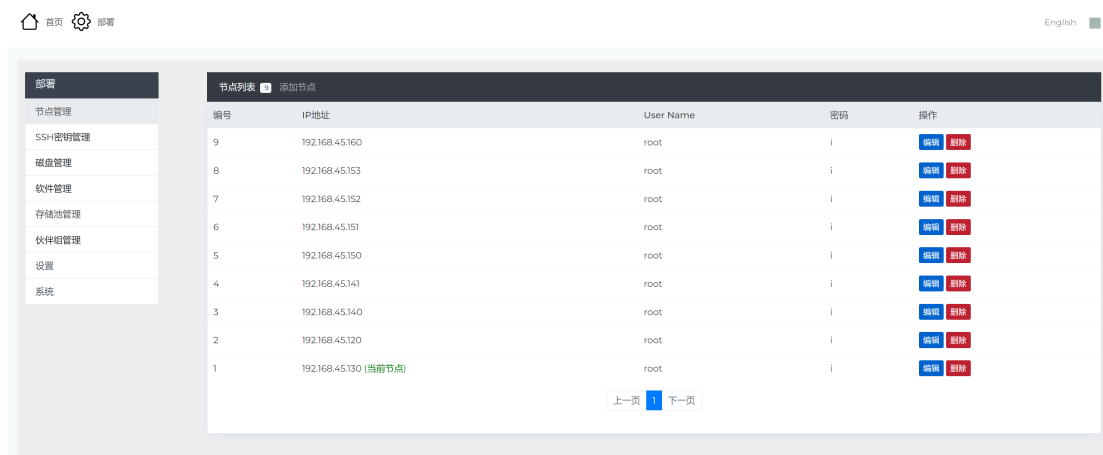 首页 部署 English
部署
节点管理
SSH密钥管理
磁盘管理
软件管理
存储池管理
伙伴组管理
设置
系统
节点列表 9 添加节点
编号 IP地址 User Name 密码 操作
9 192.168.45.160 root i 编辑 删除
8 192.168.45.153 root i 编辑 删除
7 192.168.45.152 root i 编辑 删除
6 192.168.45.151 root i 编辑 删除
5 192.168.45.150 root i 编辑 删除
4 192.168.45.141 root i 编辑 删除
3 192.168.45.140 root i 编辑 删除
2 192.168.45.120 root i 编辑 删除
1 192.168.45.130 (当前节点) root i 编辑 删除
上一页 1 下一页